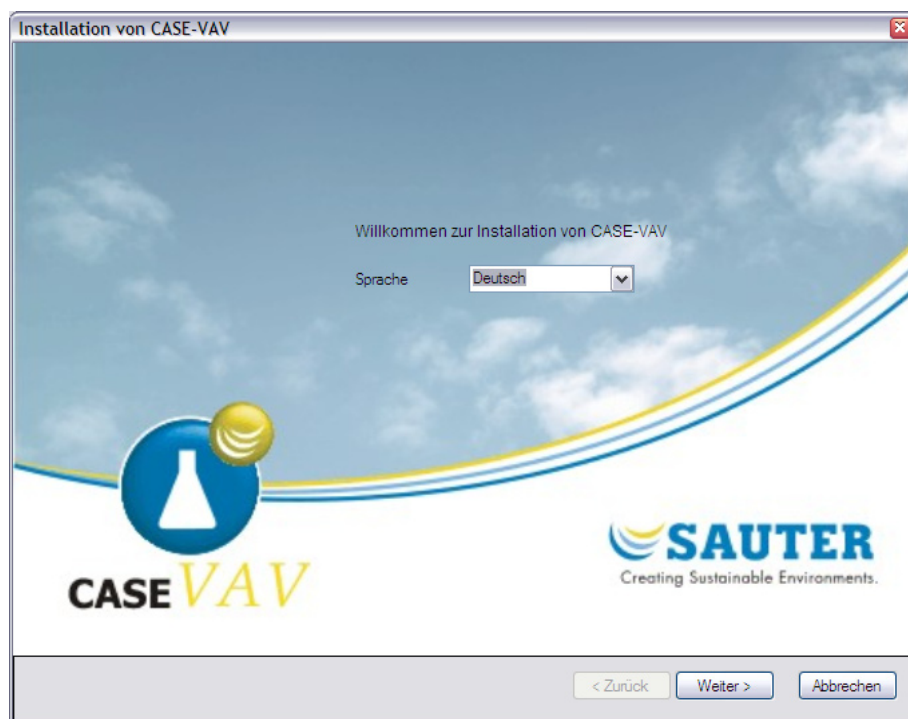 Installation von CASE-VAV
Willkommen zur Installation von CASE-VAV
Sprache
Deutsch
CASE VAV
SAUTER
Creating Sustainable Environments.
< Zurück
Weiter >
Abbrechen